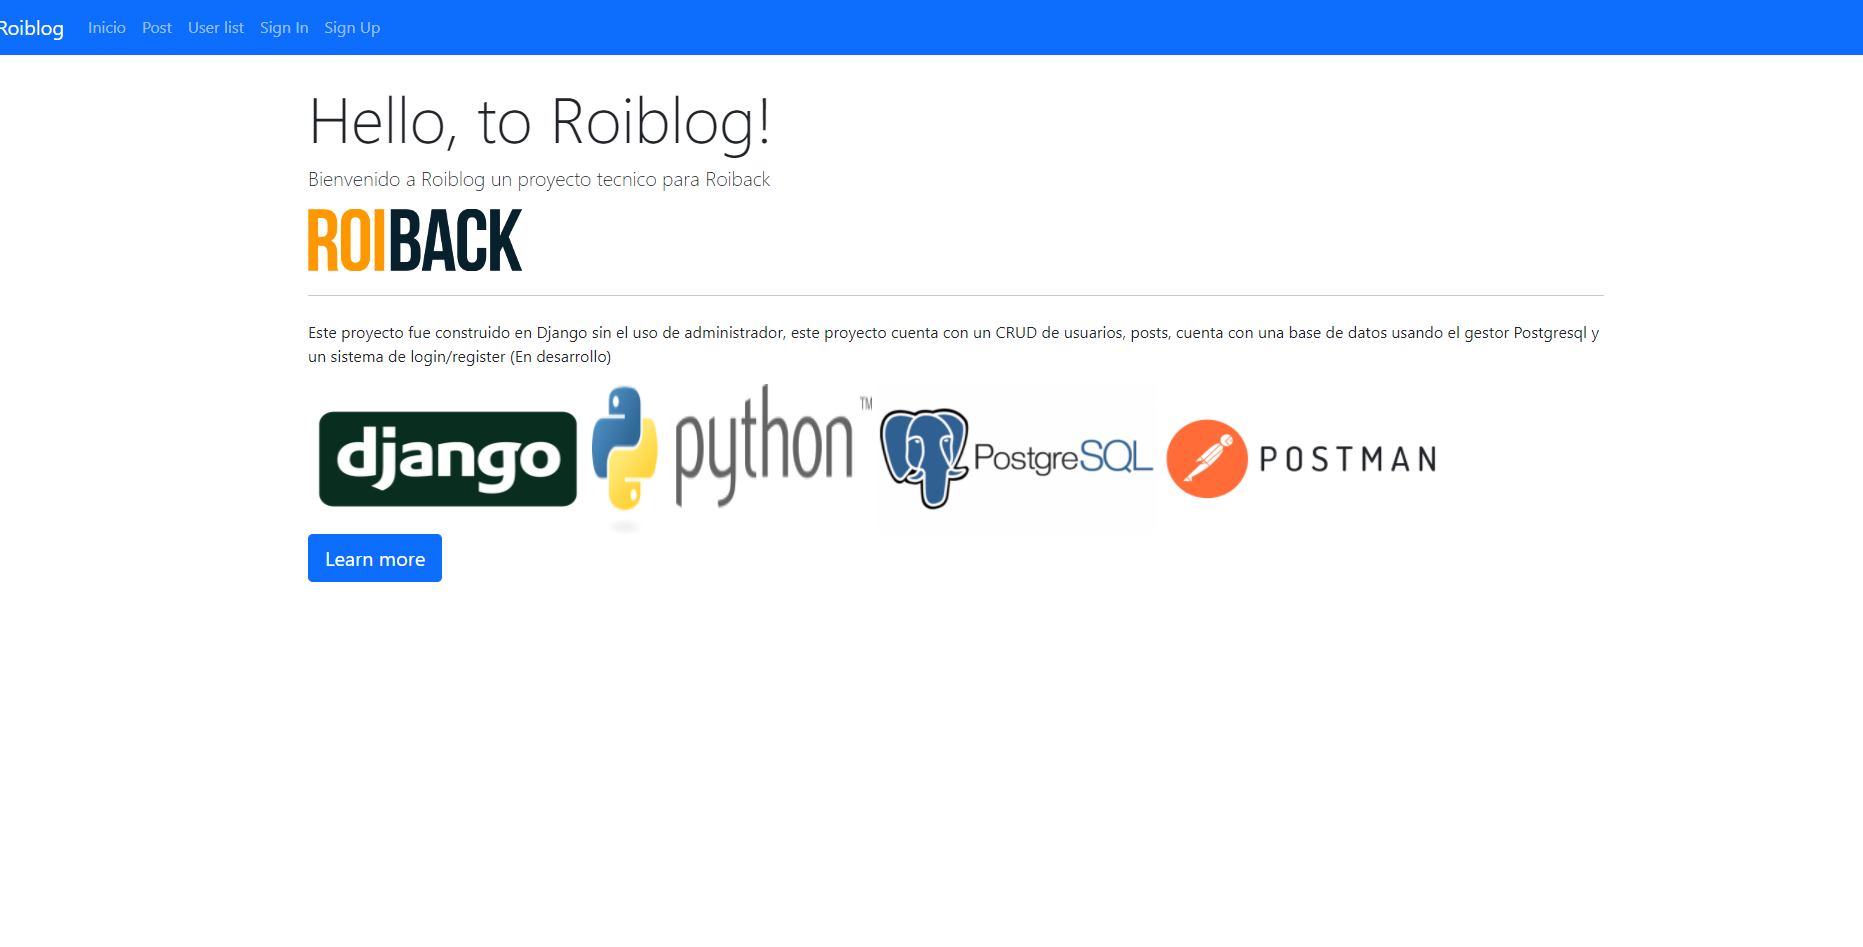 Roiblog Inicio Post User list Sign In Sign Up
Hello, to Roiblog!
Bienvenido a Roiblog un proyecto tecnico para Roiback
ROIBACK
Este proyecto fue construido en Django sin el uso de administrador, este proyecto cuenta con un CRUD de usuarios, posts, cuenta con una base de datos usando el gestor Postgresql y
un sistema de login/register (En desarrollo)
django python™ PostgreSQL POSTMAN
Learn more